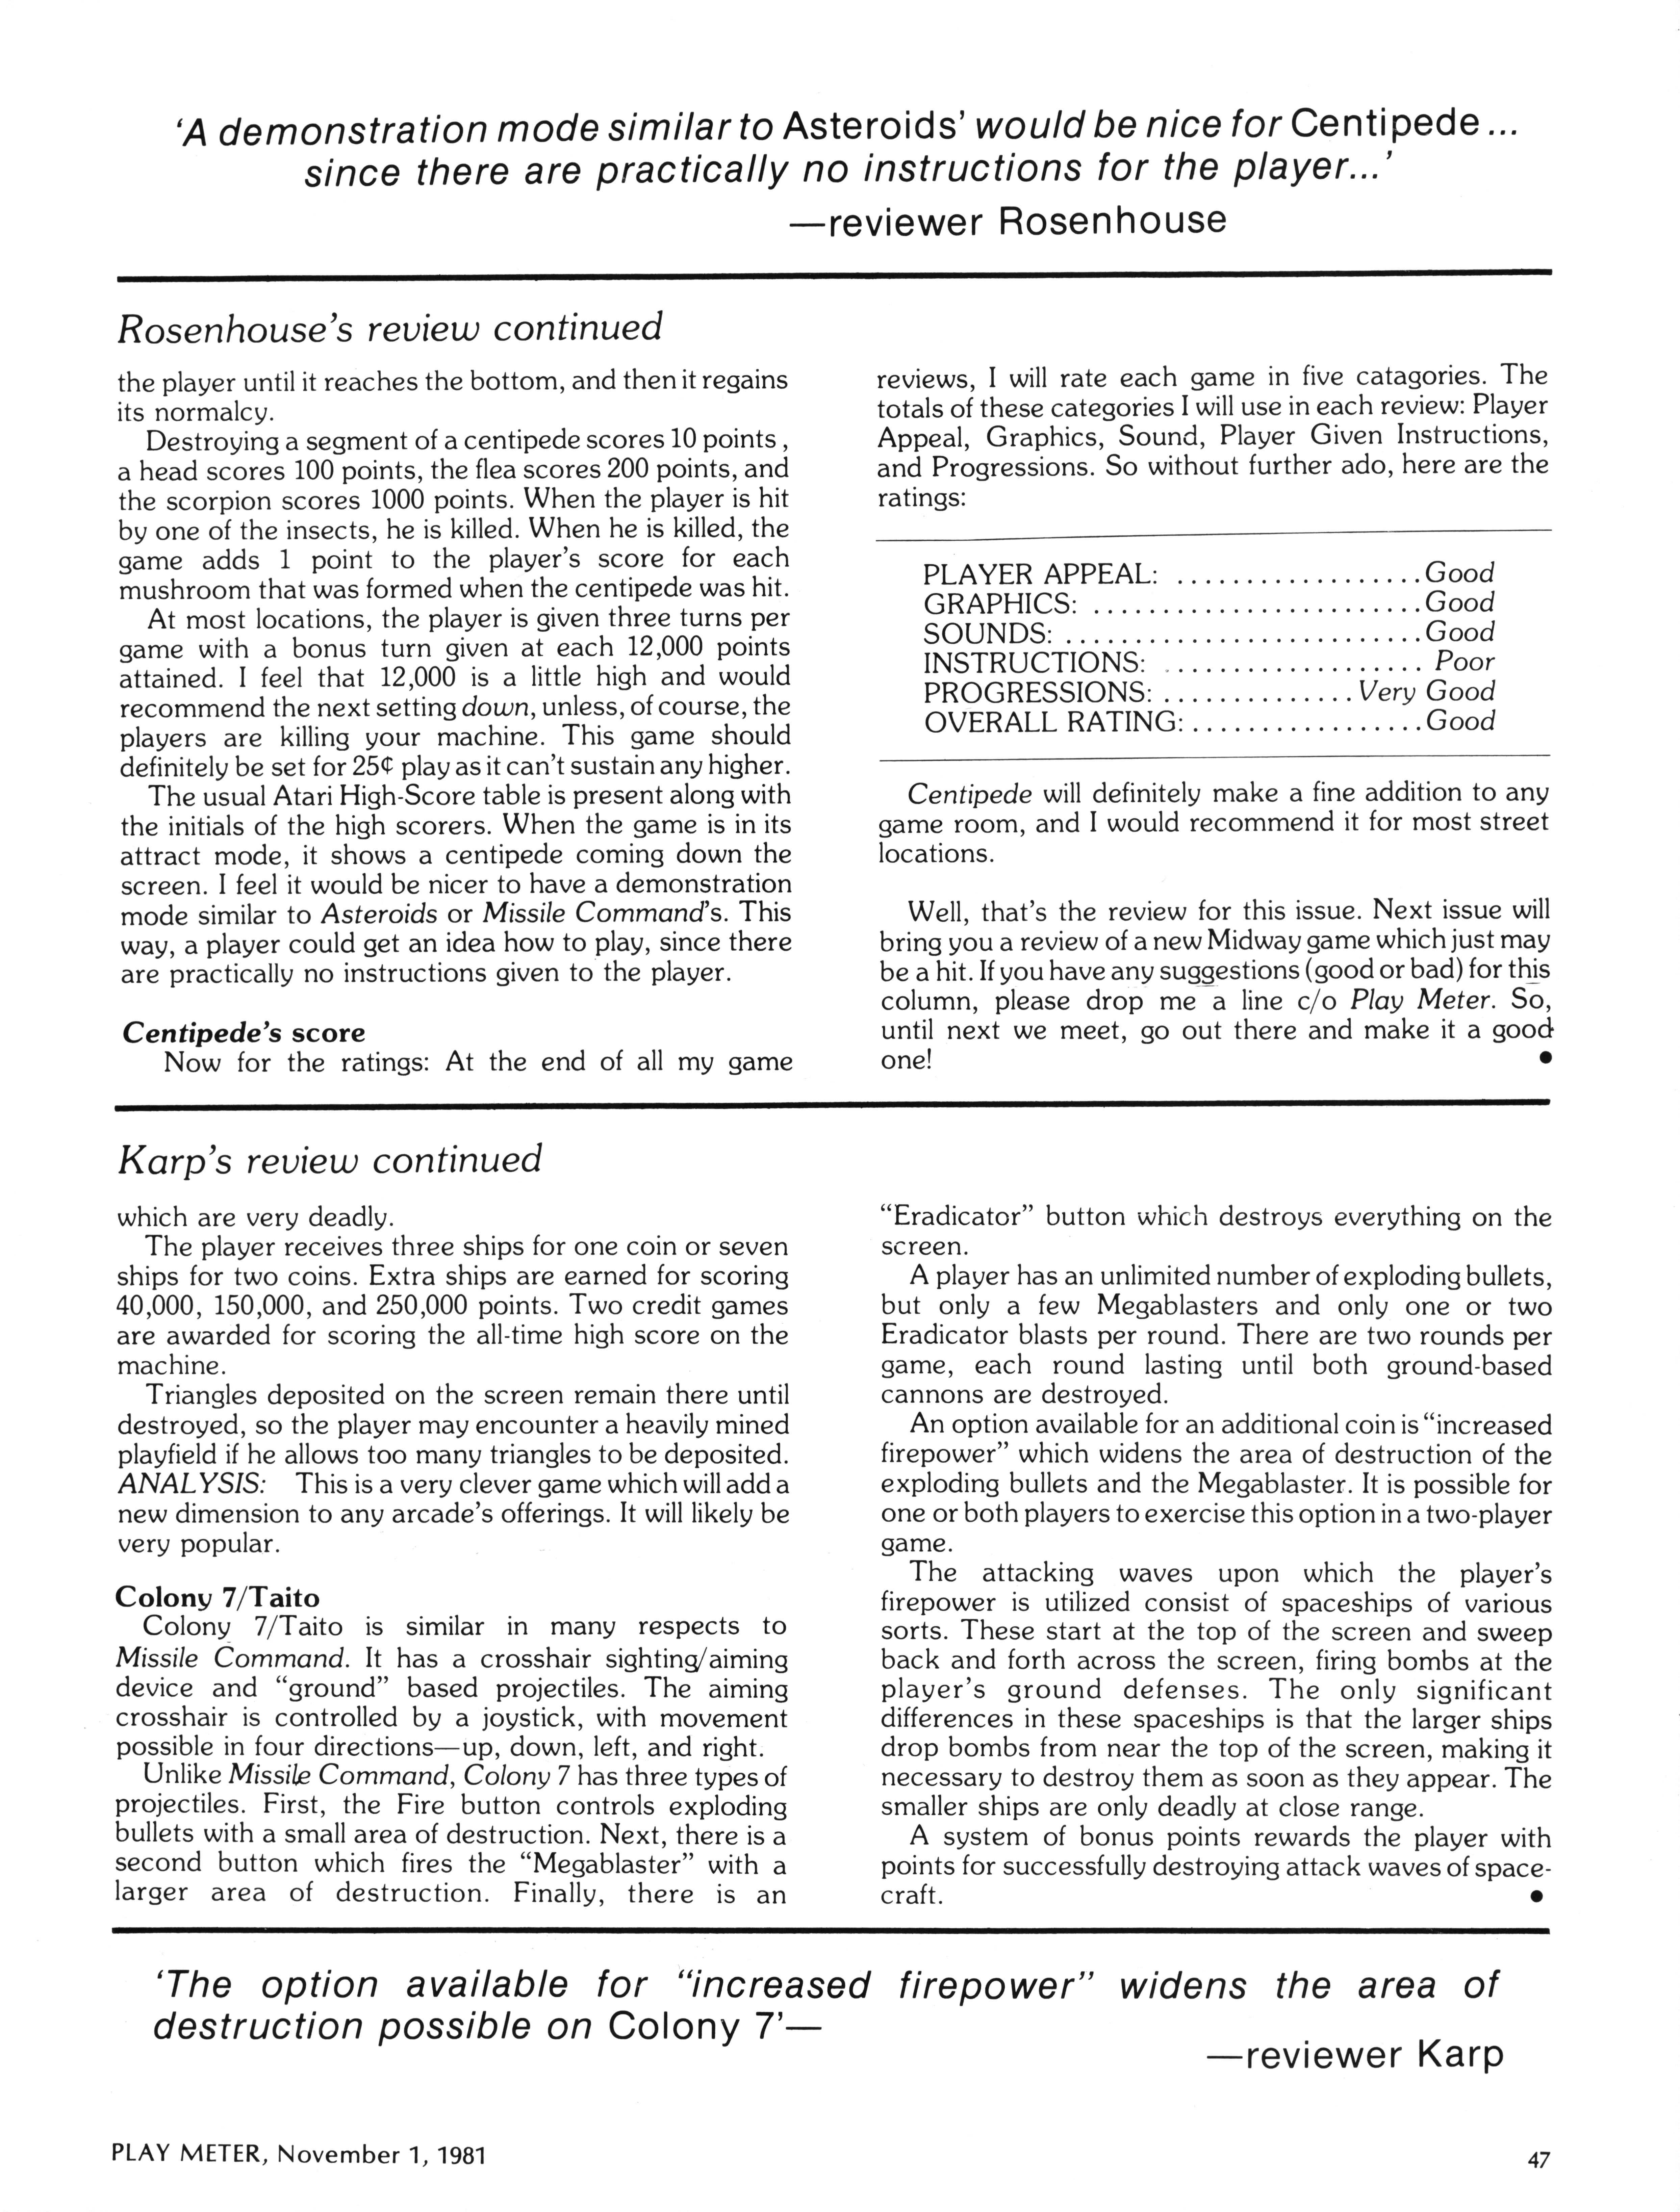 ‘A demonstration mode similar to Asteroids’ would be nice for Centipede...
since there are practically no instructions for the player...’
—reviewer Rosenhouse
Rosenhouse’s review continued
the player until it reaches the bottom, and then it regains
its normalcy.
Destroying a segment of a centipede scores 10 points,
a head scores 100 points, the flea scores 200 points, and
the scorpion scores 1000 points. When the player is hit
by one of the insects, he is killed. When he is killed, the
game adds 1 point to the player’s score for each
mushroom that was formed when the centipede was hit.
At most locations, the player is given three turns per
game with a bonus turn given at each 12,000 points
attained. I feel that 12,000 is a little high and would
recommend the next setting down, unless, of course, the
players are killing your machine. This game should
definitely be set for 25¢ play as it can’t sustain any higher.
The usual Atari High-Score table is present along with
the initials of the high scorers. When the game is in its
attract mode, it shows a centipede coming down the
screen. I feel it would be nicer to have a demonstration
mode similar to Asteroids or Missile Command’s. This
way, a player could get an idea how to play, since there
are practically no instructions given to the player.
Centipede’s score
Now for the ratings: At the end of all my game
reviews, I will rate each game in five catagories. The
totals of these categories I will use in each review: Player
Appeal, Graphics, Sound, Player Given Instructions,
and Progressions. So without further ado, here are the
ratings:
PLAYER APPEAL: ..................Good
GRAPHICS: ........................Good
SOUNDS: ..........................Good
INSTRUCTIONS: ................... Poor
PROGRESSIONS: ..............Very Good
OVERALL RATING: .................Good
Centipede will definitely make a fine addition to any
game room, and I would recommend it for most street
locations.
Well, that’s the review for this issue. Next issue will
bring you a review of a new Midway game which just may
be a hit. If you have any suggestions (good or bad) for this
column, please drop me a line c/o Play Meter. So,
until next we meet, go out there and make it a good
one! ●
Karp’s review continued
which are very deadly.
The player receives three ships for one coin or seven
ships for two coins. Extra ships are earned for scoring
40,000, 150,000, and 250,000 points. Two credit games
are awarded for scoring the all-time high score on the
machine.
Triangles deposited on the screen remain there until
destroyed, so the player may encounter a heavily mined
playfield if he allows too many triangles to be deposited.
ANALYSIS: This is a very clever game which will add a
new dimension to any arcade’s offerings. It will likely be
very popular.
Colony 7/Taito
Colony 7/Taito is similar in many respects to
Missile Command. It has a crosshair sighting/aiming
device and “ground” based projectiles. The aiming
crosshair is controlled by a joystick, with movement
possible in four directions—up, down, left, and right.
Unlike Missile Command, Colony 7 has three types of
projectiles. First, the Fire button controls exploding
bullets with a small area of destruction. Next, there is a
second button which fires the “Megablaster” with a
larger area of destruction. Finally, there is an
“Eradicator” button which destroys everything on the
screen.
A player has an unlimited number of exploding bullets,
but only a few Megablasters and only one or two
Eradicator blasts per round. There are two rounds per
game, each round lasting until both ground-based
cannons are destroyed.
An option available for an additional coin is “increased
firepower” which widens the area of destruction of the
exploding bullets and the Megablaster. It is possible for
one or both players to exercise this option in a two-player
game.
The attacking waves upon which the player’s
firepower is utilized consist of spaceships of various
sorts. These start at the top of the screen and sweep
back and forth across the screen, firing bombs at the
player’s ground defenses. The only significant
differences in these spaceships is that the larger ships
drop bombs from near the top of the screen, making it
necessary to destroy them as soon as they appear. The
smaller ships are only deadly at close range.
A system of bonus points rewards the player with
points for successfully destroying attack waves of space-
craft. ●
‘The option available for “increased firepower” widens the area of
destruction possible on Colony 7’—
—reviewer Karp
PLAY METER, November 1, 1981
47